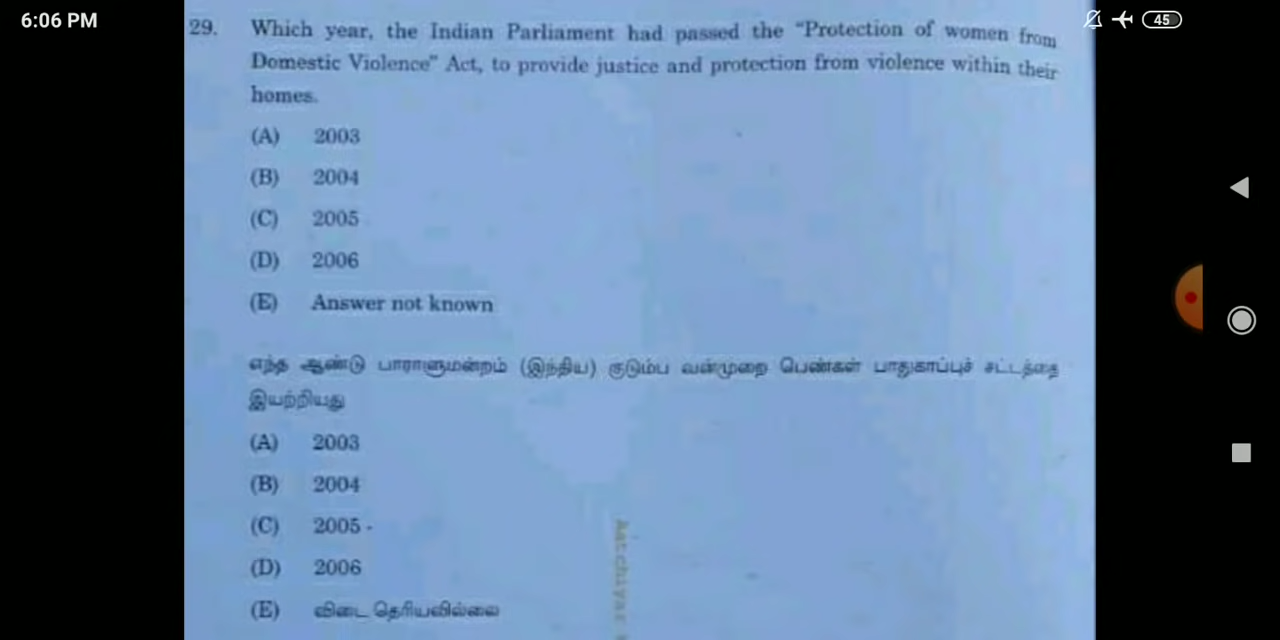 6:06 PM
45
29. Which year, the Indian Parliament had passed the "Protection of women from
Domestic Violence" Act, to provide justice and protection from violence within their
homes.
(A) 2003
(B) 2004
(C) 2005
(D) 2006
(E) Answer not known
எந்த ஆண்டு பாராளுமன்றம் (இந்திய) குடும்ப வன்முறை பெண்கள் பாதுகாப்புச் சட்டத்தை
இயற்றியது
(A) 2003
(B) 2004
(C) 2005
(D) 2006
(E) விடை தெரியவில்லை